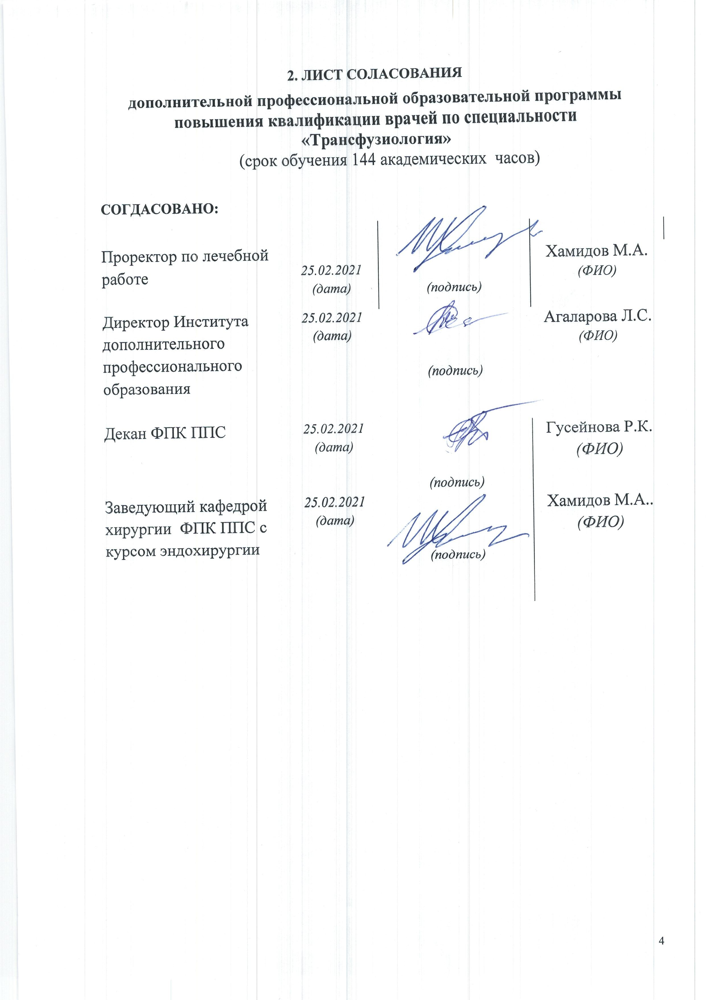 2. ЛИСТ СОЛАСОВАНИЯ
дополнительной профессиональной образовательной программы
повышения квалификации врачей по специальности
«Трансфузиология»
(срок обучения 144 академических часов)
СОГДАСОВАНО:
Проректор по лечебной
работе
25.02.2021
(дата)
(подпись)
Хамидов М.А.
(ФИО)
Директор Института
дополнительного
профессионального
образования
25.02.2021
(дата)
(подпись)
Агаларова Л.С.
(ФИО)
Декан ФПК ППС
25.02.2021
(дата)
(подпись)
Гусейнова Р.К.
(ФИО)
Заведующий кафедрой
хирургии ФПК ППС с
курсом эндохирургии
25.02.2021
(дата)
(подпись)
Хамидов М.А..
(ФИО)
4